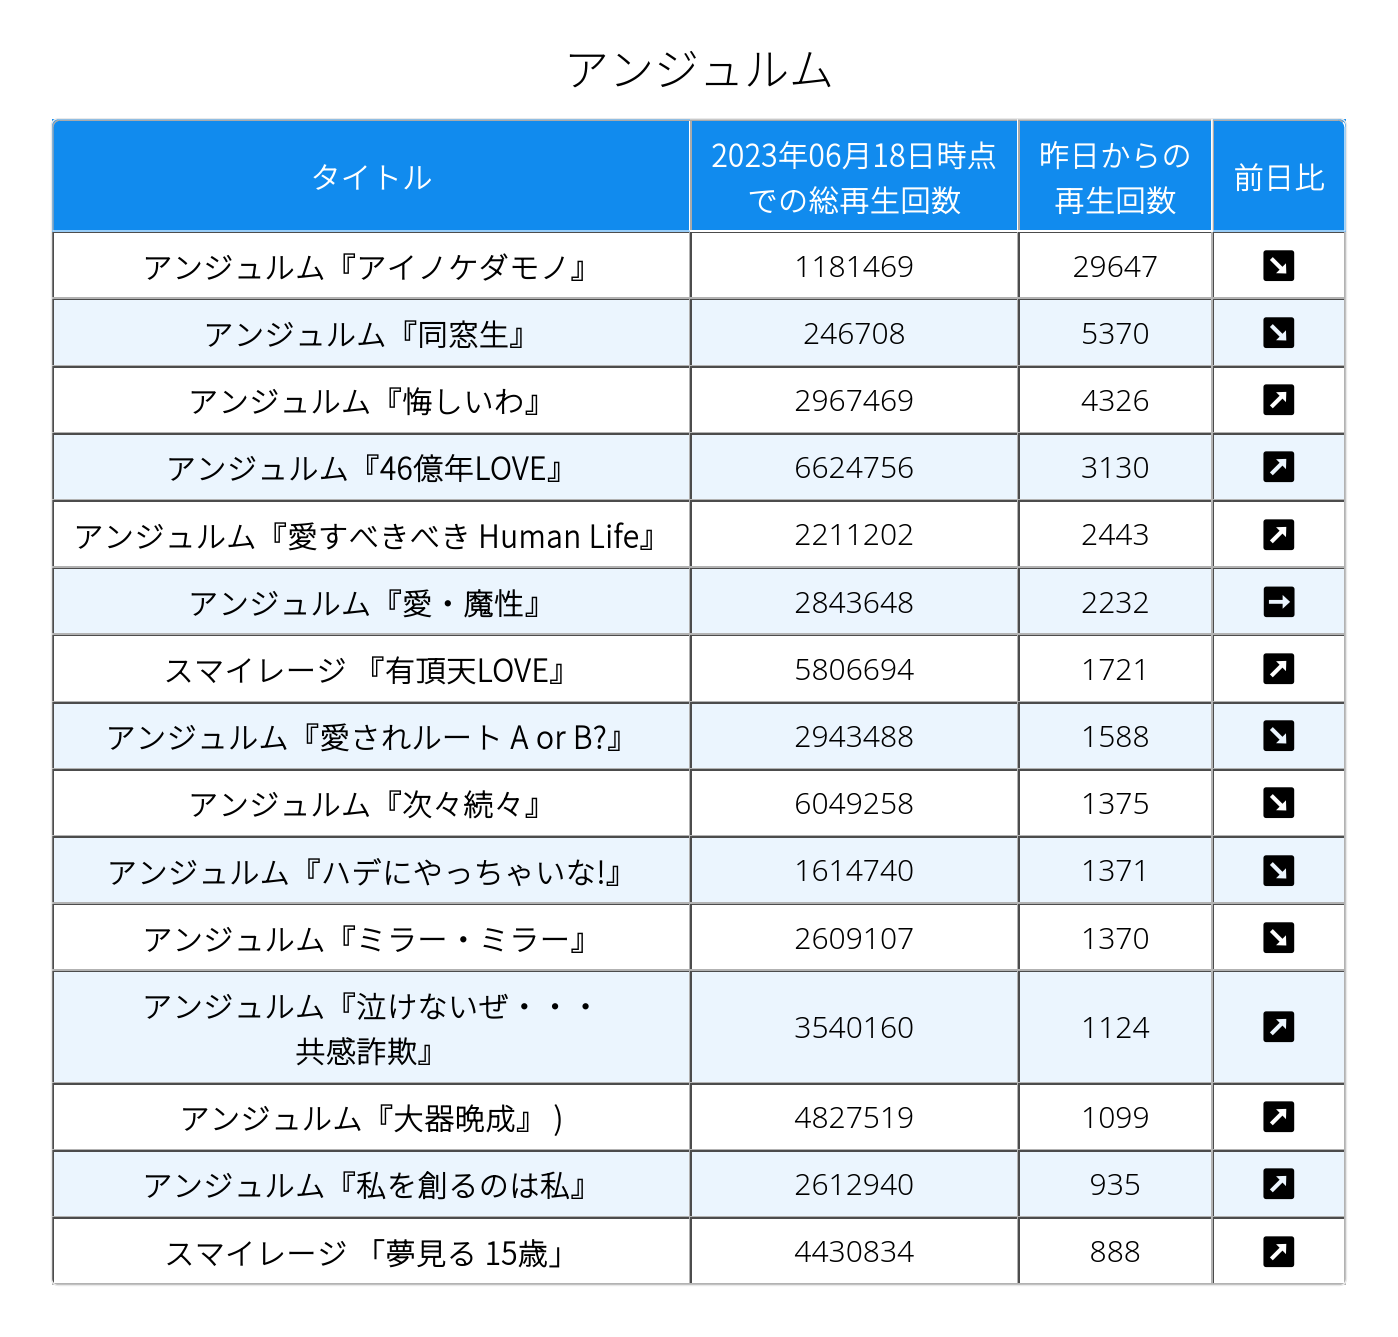 アンジュルム
タイトル 2023年06月18日時点での総再生回数 昨日からの再生回数 前日比
アンジュルム『アイノケダモノ』 1181469 29647 ↘
アンジュルム『同窓生』 246708 5370 ↘
アンジュルム『悔しいわ』 2967469 4326 ↗
アンジュルム『46億年LOVE』 6624756 3130 ↗
アンジュルム『愛すべきべき Human Life』 2211202 2443 ↗
アンジュルム『愛・魔性』 2843648 2232 →
スマイレージ 『有頂天LOVE』 5806694 1721 ↗
アンジュルム『愛されルート A or B?』 2943488 1588 ↘
アンジュルム『次々続々』 6049258 1375 ↘
アンジュルム『ハデにやっちゃいな!』 1614740 1371 ↘
アンジュルム『ミラー・ミラー』 2609107 1370 ↘
アンジュルム『泣けないぜ・・・共感詐欺』 3540160 1124 ↗
アンジュルム『大器晩成』 ) 4827519 1099 ↗
アンジュルム『私を創るのは私』 2612940 935 ↗
スマイレージ 「夢見る 15歳」 4430834 888 ↗